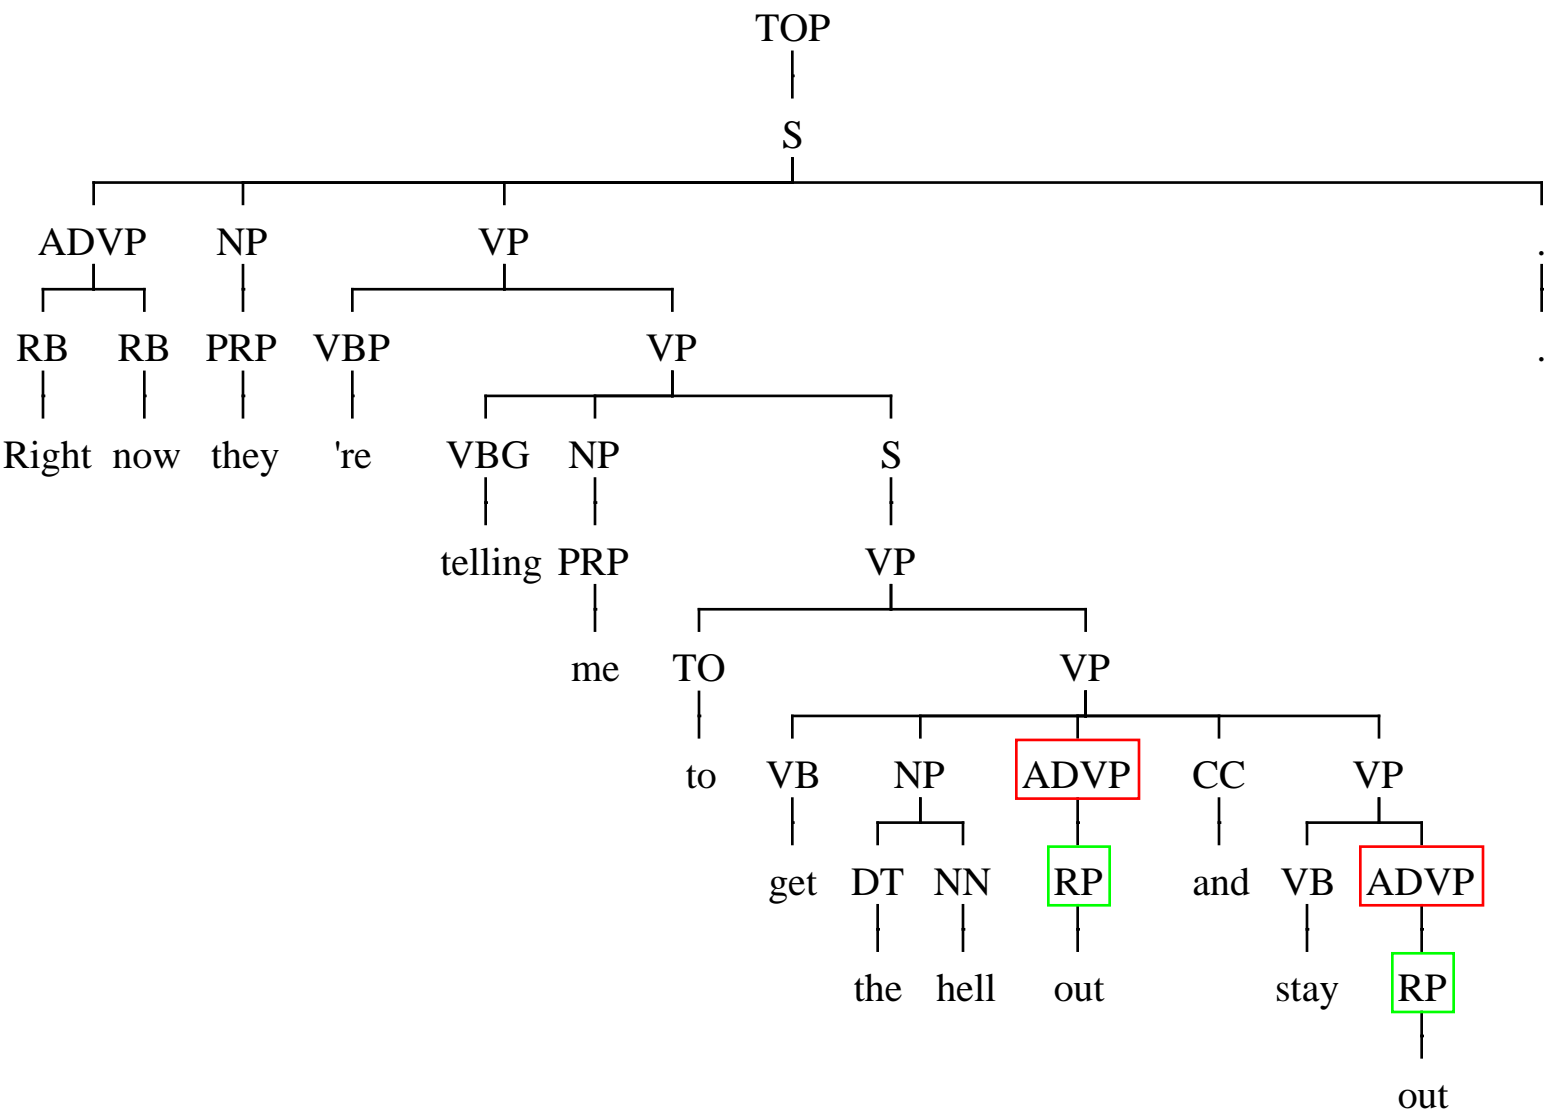 TOP
S
ADVP NP VP .
RB RB PRP VBP VP .
Right now they 're VBG NP S
telling PRP VP
me TO VP
to VB NP ADVP CC VP
get DT NN RP and VB ADVP
the hell out stay RP
out